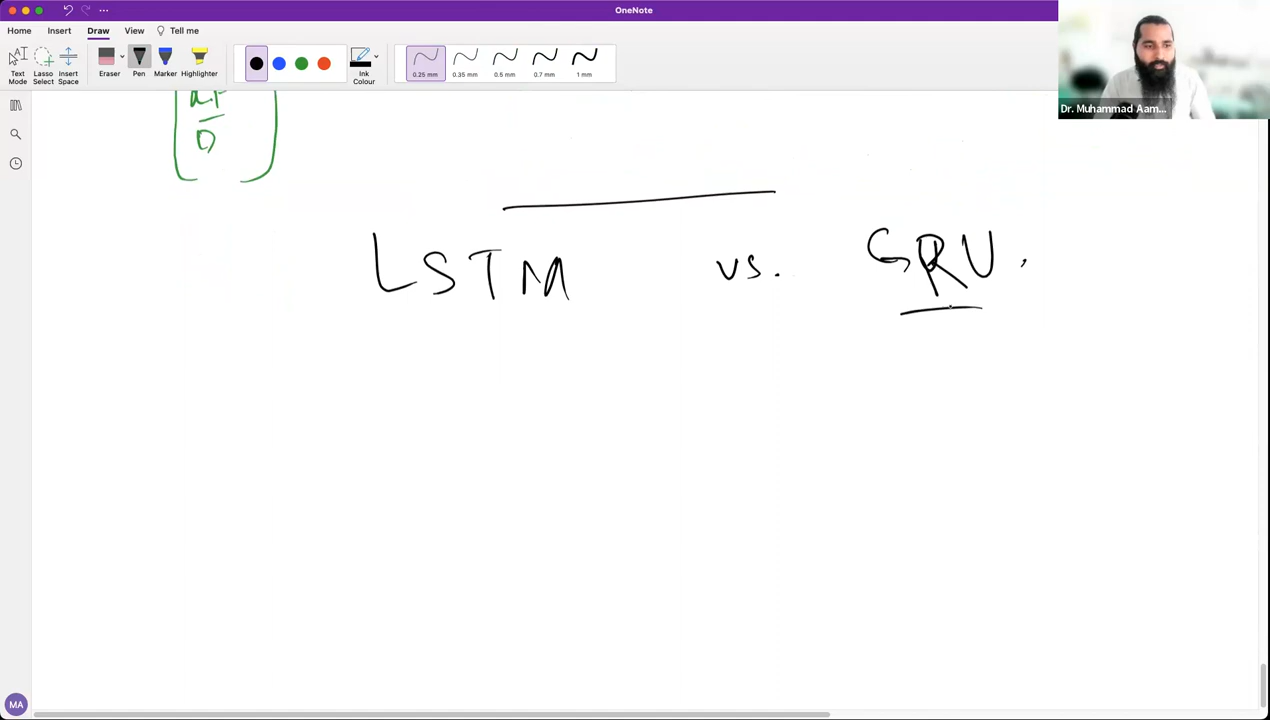 OneNote
Home Insert Draw View Tell me
Text Mode Lasso Select Insert Space Eraser Pen Marker Highlighter Ink Colour 0.25 mm 0.35 mm 0.5 mm 0.7 mm 1 mm
Dr. Muhammad Aam...
D
LSTM vs. GRU.
MA